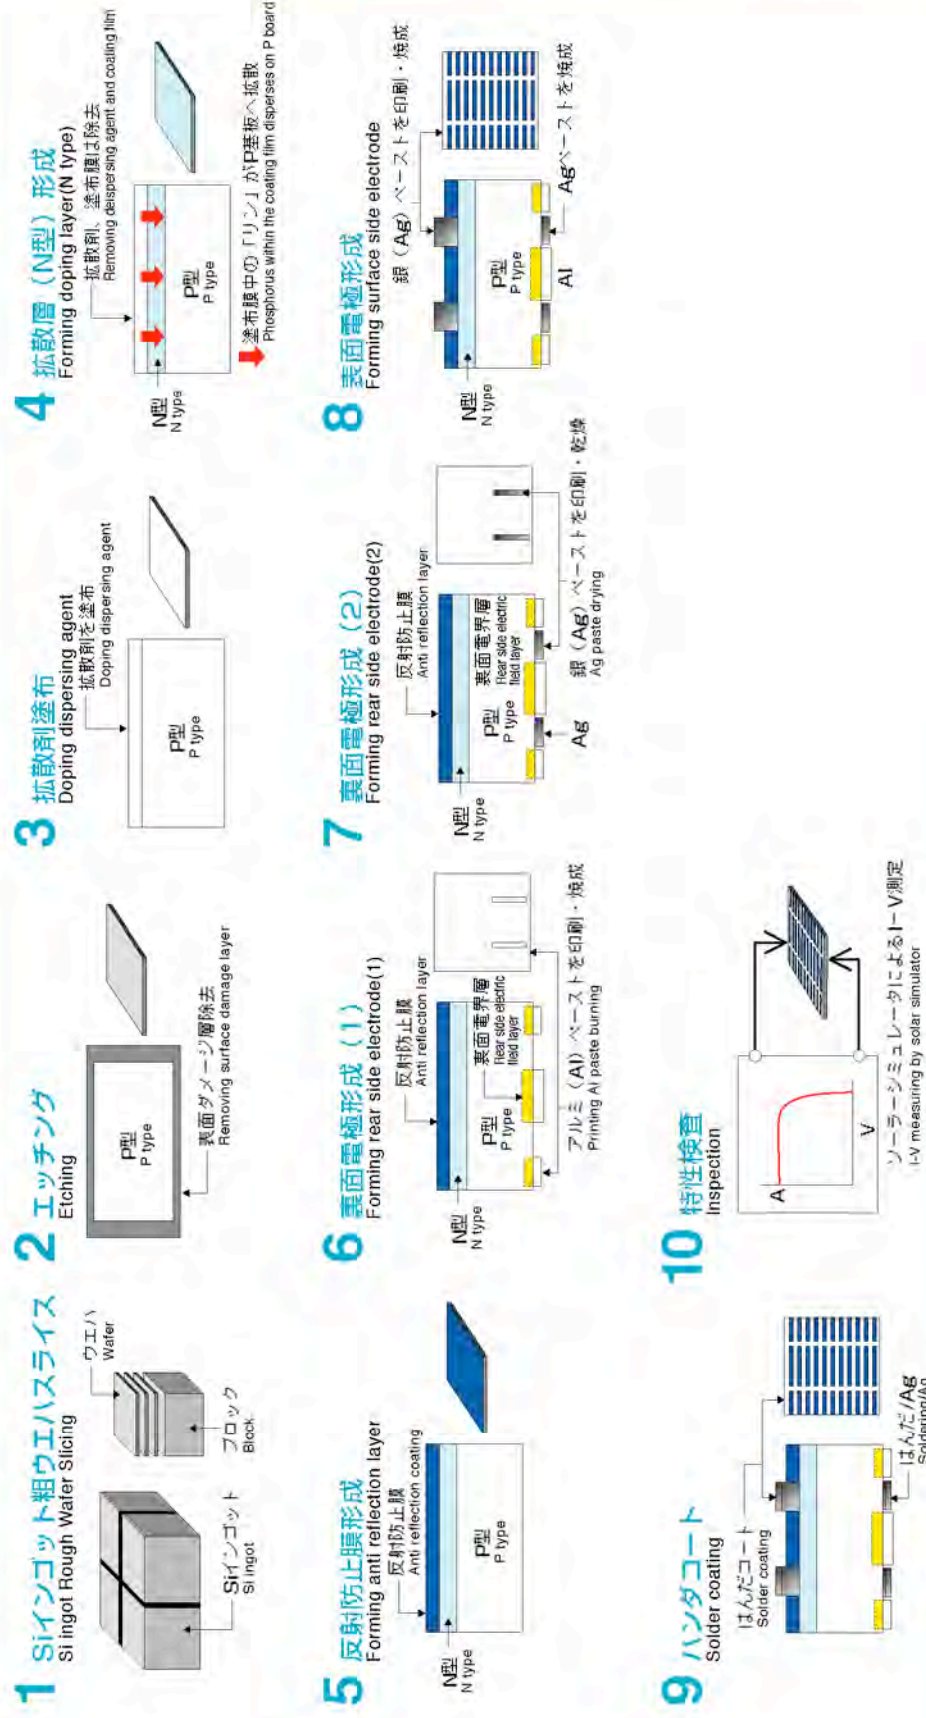 1 Siインゴット粗ウエハスライス
Si ingot Rough Wafer Slicing
ウエハ
Wafer
ブロック
Block.
Siインゴット
Si ingot
2 エッチング
Etching
P型
P type
表面ダメージ層除去
Removing surface damage layer
3 拡散剤塗布
Doping dispersing agent
拡散剤を塗布
Doping dispersing agent
P型
P type
4 拡散層（N型）形成
Forming doping layer(N type)
拡散剤、塗布膜は除去
Removing deispersing agent and coating film
P型
P type
N型
N type
塗布膜中の「リン」がP基板へ拡散
Phosphorus within the coating film disperses on P board
5 反射防止膜形成
Forming anti reflection layer
反射防止膜
Anti reflection coating
P型
P type
N型
N type
6 裏面電極形成（1）
Forming rear side electrode(1)
反射防止膜
Anti reflection layer
裏面電界層
Rear side electric
field layer
P型
P type
N型
N type
アルミ（Al）ペーストを印刷・焼成
Printing Al paste burning
7 裏面電極形成（2）
Forming rear side electrode(2)
反射防止膜
Anti reflection layer
裏面電界層
Rear side electric
field layer
P型
P type
N型
N type
Ag
銀（Ag）ペーストを印刷・乾燥
Ag paste drying
8 表面電極形成
Forming surface side electrode
銀（Ag）ペーストを印刷・焼成
P型
P type
N型
N type
Al
Agペーストを焼成
9 ハンダコート
Solder coating
はんだコート
Solder coating
はんだ/Ag
Soldering/Ag
10 特性検査
Inspection
A
V
ソーラーシミュレータによるI－V測定
I-V measuring by solar simulator